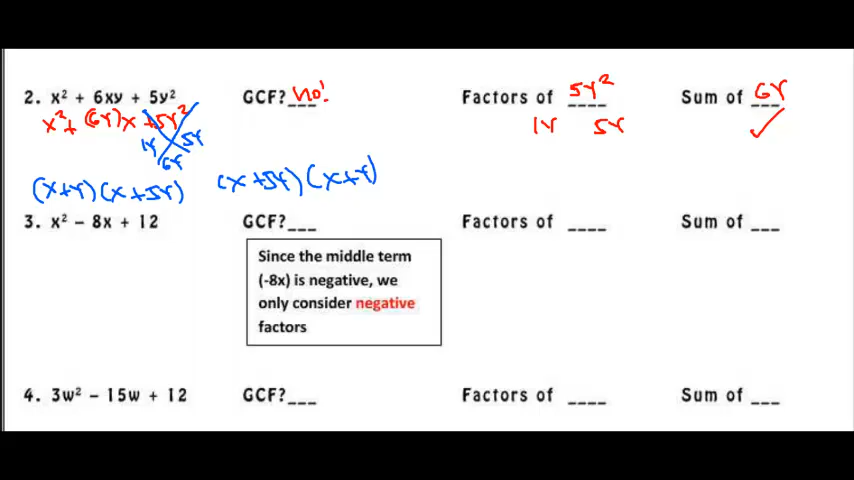 2. x² + 6xy + 5y² GCF? no! Factors of 5y² Sum of 6y
x² + (6y)x + 5y² 1y 5y ✓
1y 5y
6y
(x+y)(x+5y) (x+5y)(x+y)
3. x² – 8x + 12 GCF?___ Factors of ____ Sum of ___
Since the middle term
(-8x) is negative, we
only consider negative
factors
4. 3w² – 15w + 12 GCF?___ Factors of ____ Sum of ___